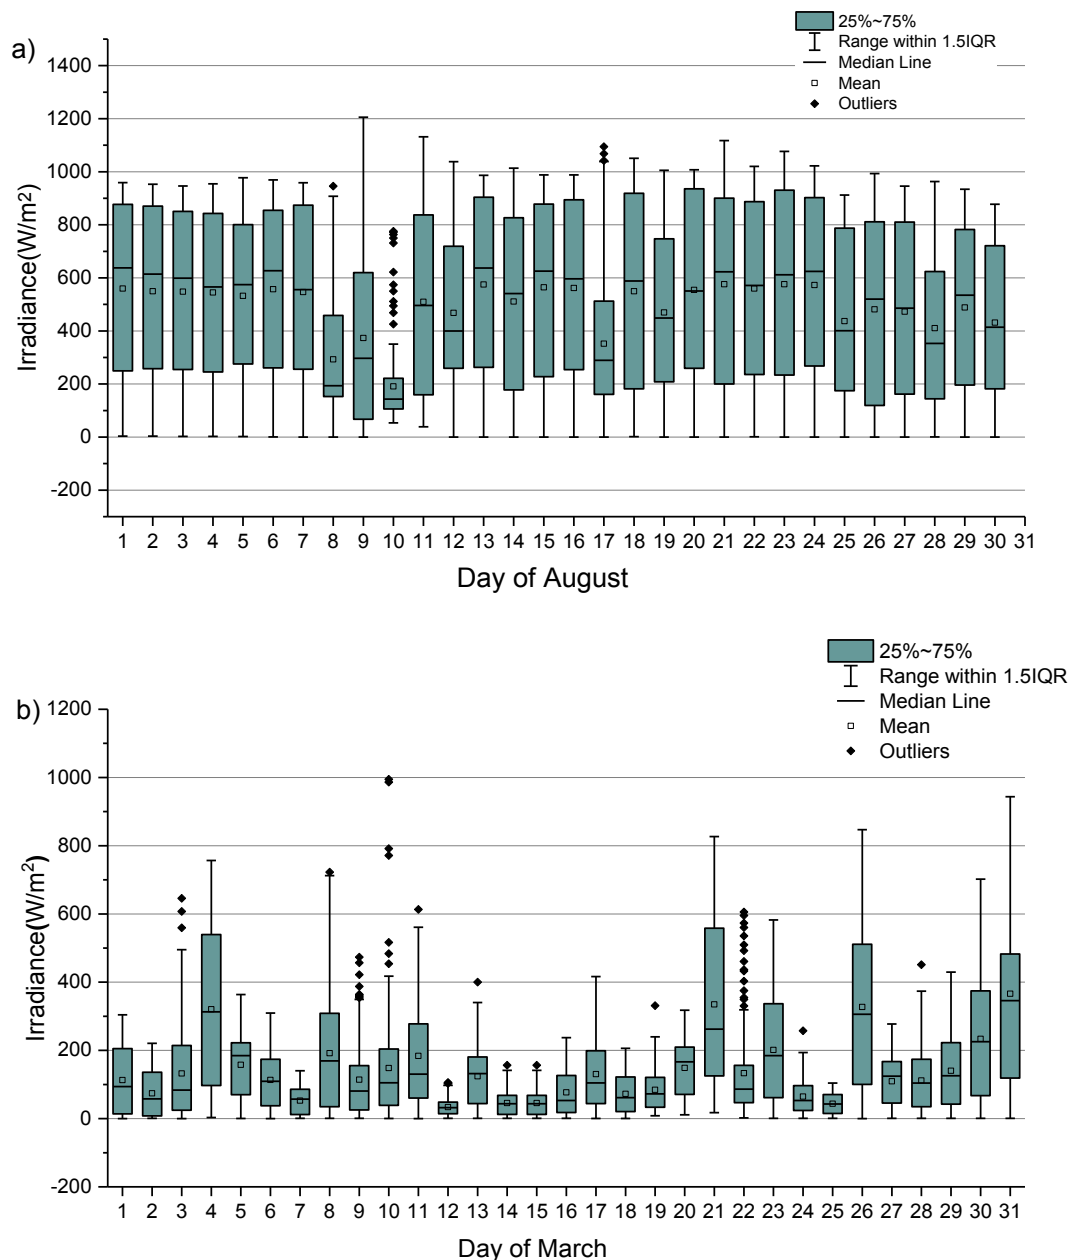 a)
25%~75%
Range within 1.5IQR
Median Line
Mean
Outliers
1400
1200
1000
800
600
400
200
0
-200
Irradiance(W/m2)
1 2 3 4 5 6 7 8 9 10 11 12 13 14 15 16 17 18 19 20 21 22 23 24 25 26 27 28 29 30 31
Day of August
b)
25%~75%
Range within 1.5IQR
Median Line
Mean
Outliers
1200
1000
800
600
400
200
0
-200
Irradiance(W/m²)
1 2 3 4 5 6 7 8 9 10 11 12 13 14 15 16 17 18 19 20 21 22 23 24 25 26 27 28 29 30 31
Day of March